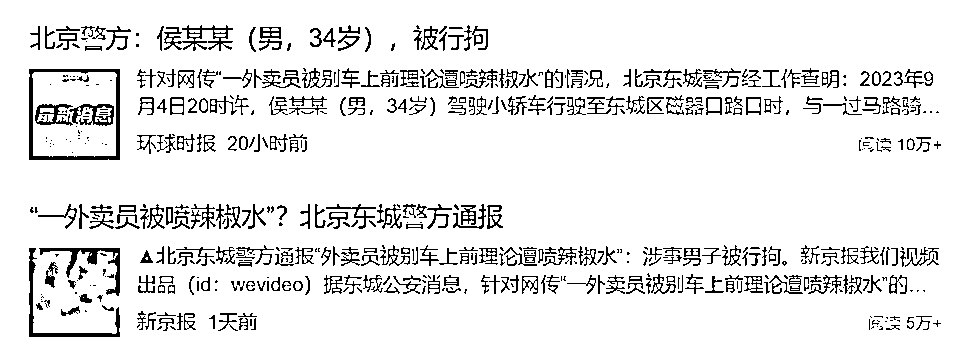 北京警方：侯某某（男，34岁），被行拘
针对网传“一外卖员被别车上前理论遭喷辣椒水”的情况，北京东城警方经工作查明：2023年9
月4日20时许，侯某某（男，34岁）驾驶小轿车行驶至东城区磁器口路口时，与一过马路骑...
最新消息
环球时报 20小时前
阅读 10万+
“一外卖员被喷辣椒水”？北京东城警方通报
▲北京东城警方通报“外卖员被别车上前理论遭喷辣椒水”：涉事男子被行拘。新京报我们视频
出品（id：wevideo）据东城公安消息，针对网传“一外卖员被别车上前理论遭喷辣椒水”的...
新京报 1天前
阅读 5万+